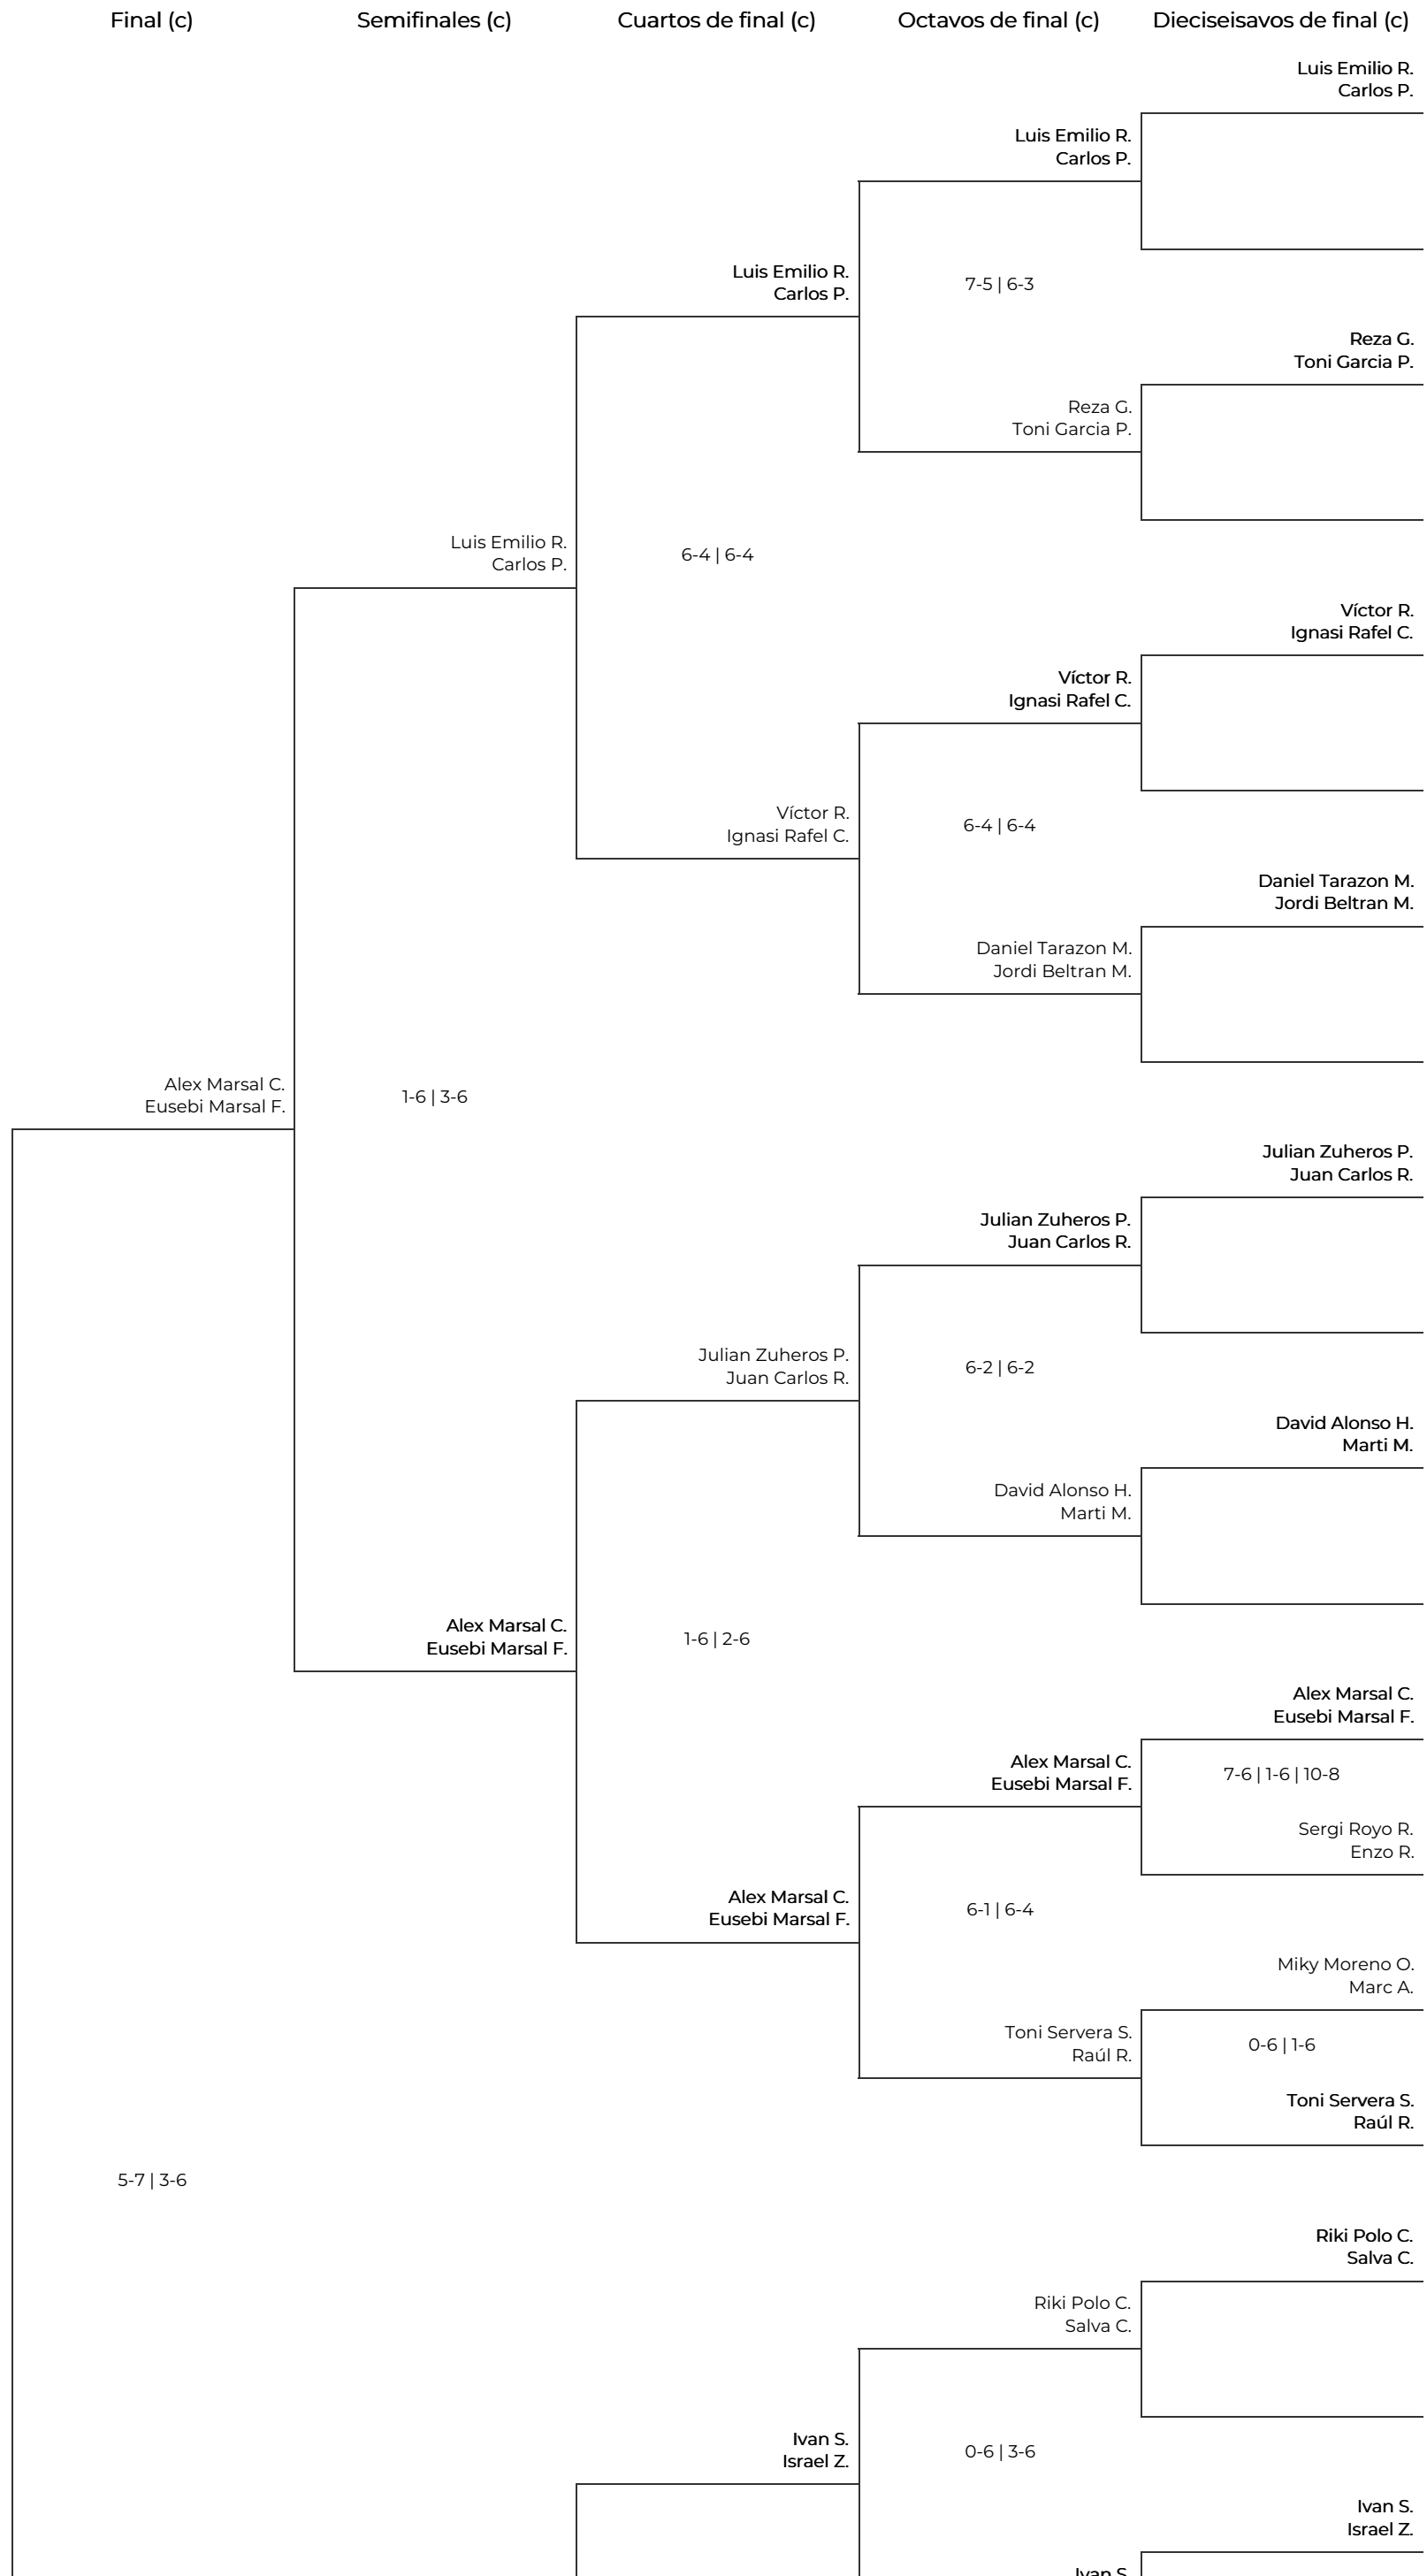 Final (c)
Semifinales (c)
Cuartos de final (c)
Octavos de final (c)
Dieciseisavos de final (c)
Luis Emilio R.
Carlos P.
Luis Emilio R.
Carlos P.
Luis Emilio R.
Carlos P.
7-5 | 6-3
Reza G.
Toni Garcia P.
Reza G.
Toni Garcia P.
Luis Emilio R.
Carlos P.
6-4 | 6-4
Víctor R.
Ignasi Rafel C.
Víctor R.
Ignasi Rafel C.
Víctor R.
Ignasi Rafel C.
6-4 | 6-4
Daniel Tarazon M.
Jordi Beltran M.
Daniel Tarazon M.
Jordi Beltran M.
Alex Marsal C.
Eusebi Marsal F.
1-6 | 3-6
Julian Zuheros P.
Juan Carlos R.
Julian Zuheros P.
Juan Carlos R.
Julian Zuheros P.
Juan Carlos R.
6-2 | 6-2
David Alonso H.
Marti M.
David Alonso H.
Marti M.
Alex Marsal C.
Eusebi Marsal F.
1-6 | 2-6
Alex Marsal C.
Eusebi Marsal F.
Alex Marsal C.
Eusebi Marsal F.
7-6 | 1-6 | 10-8
Sergi Royo R.
Enzo R.
Alex Marsal C.
Eusebi Marsal F.
6-1 | 6-4
Miky Moreno O.
Marc A.
Toni Servera S.
Raúl R.
0-6 | 1-6
Toni Servera S.
Raúl R.
5-7 | 3-6
Riki Polo C.
Salva C.
Riki Polo C.
Salva C.
Ivan S.
Israel Z.
0-6 | 3-6
Ivan S.
Israel Z.
Ivan S.